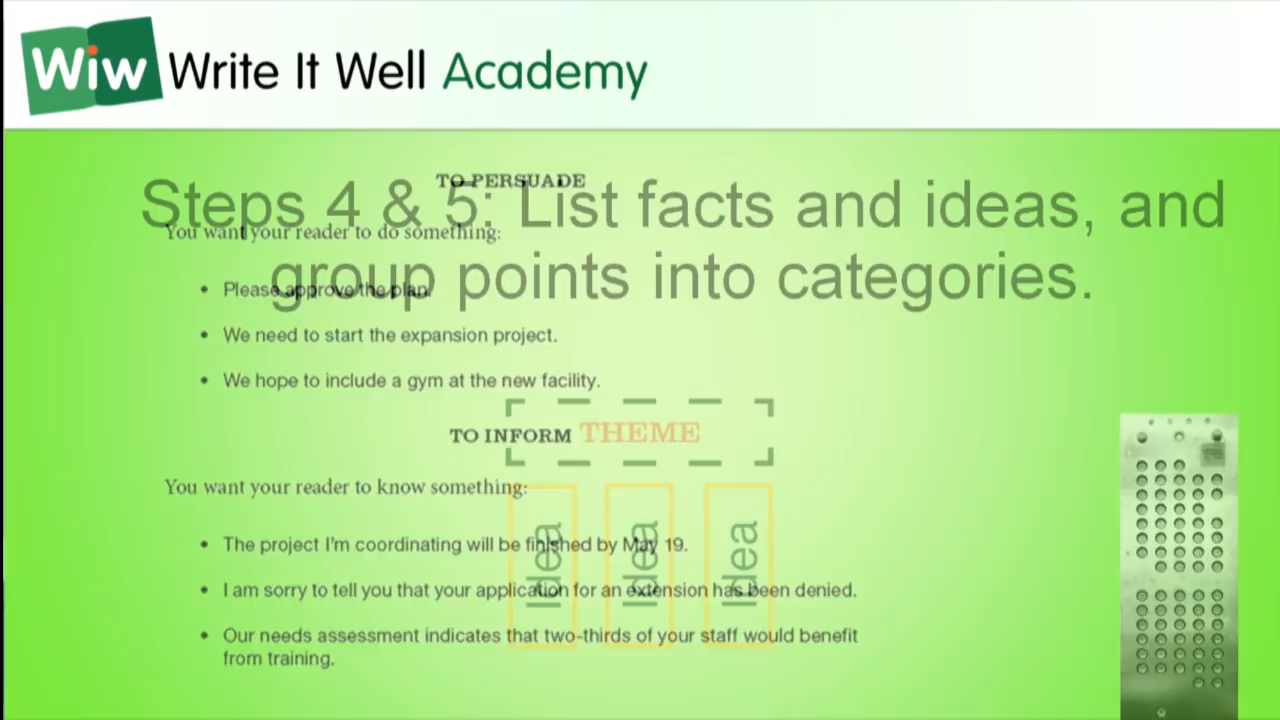 Wiw Write It Well Academy
TO PERSUADE
Steps 4 & 5: List facts and ideas, and
You want your reader to do something:
group points into categories.
• Please approve the plan.
• We need to start the expansion project.
• We hope to include a gym at the new facility.
TO INFORM
THEME
You want your reader to know something:
Idea
Idea
Idea
• The project I'm coordinating will be finished by May 19.
• I am sorry to tell you that your application for an extension has been denied.
• Our needs assessment indicates that two-thirds of your staff would benefit
from training.